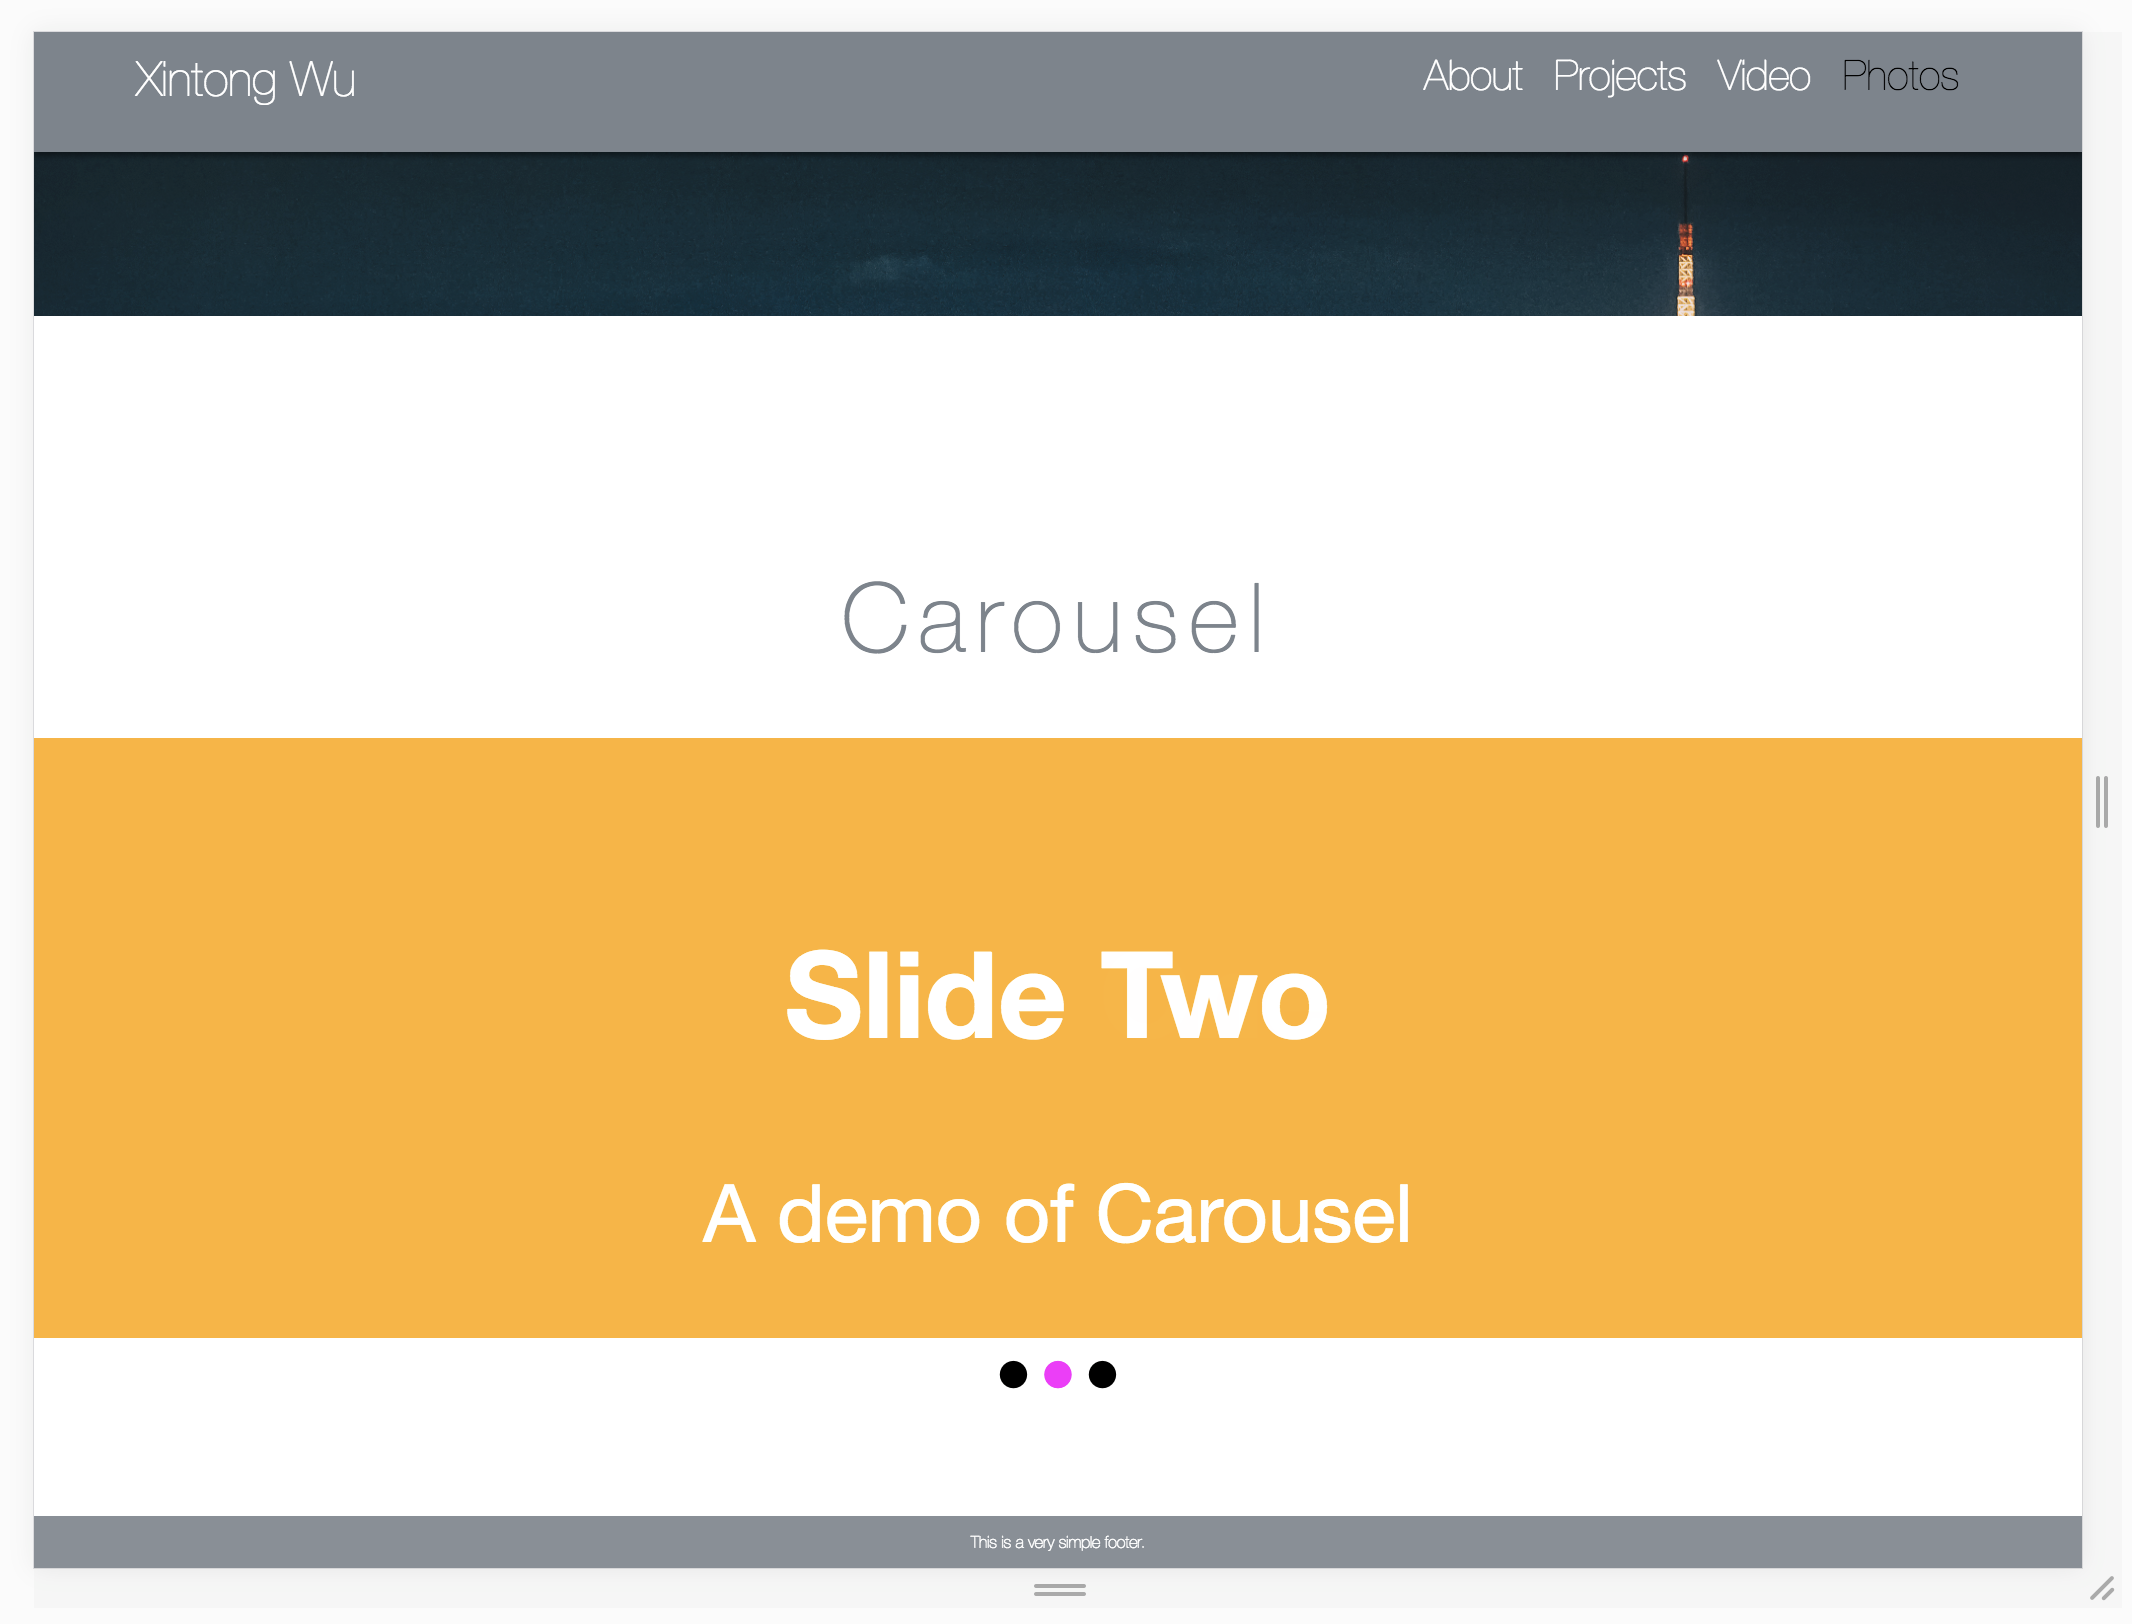 Xintong Wu
About Projects Video Photos
Carousel
Slide Two
A demo of Carousel
This is a very simple footer.